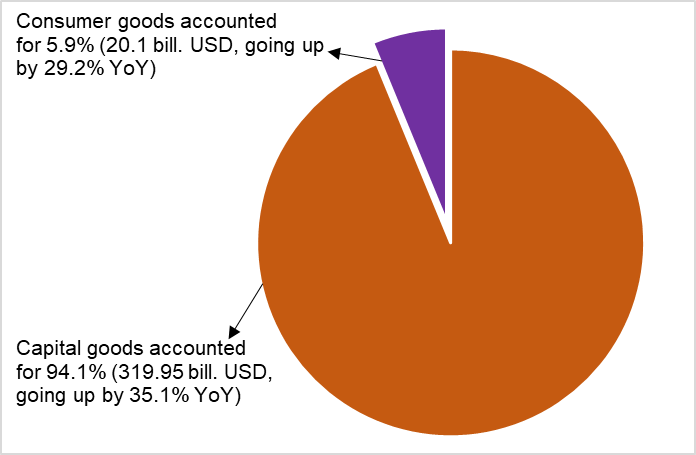 Consumer goods accounted
for 5.9% (20.1 bill. USD, going up
by 29.2% YoY)
Capital goods accounted
for 94.1% (319.95 bill. USD,
going up by 35.1% YoY)